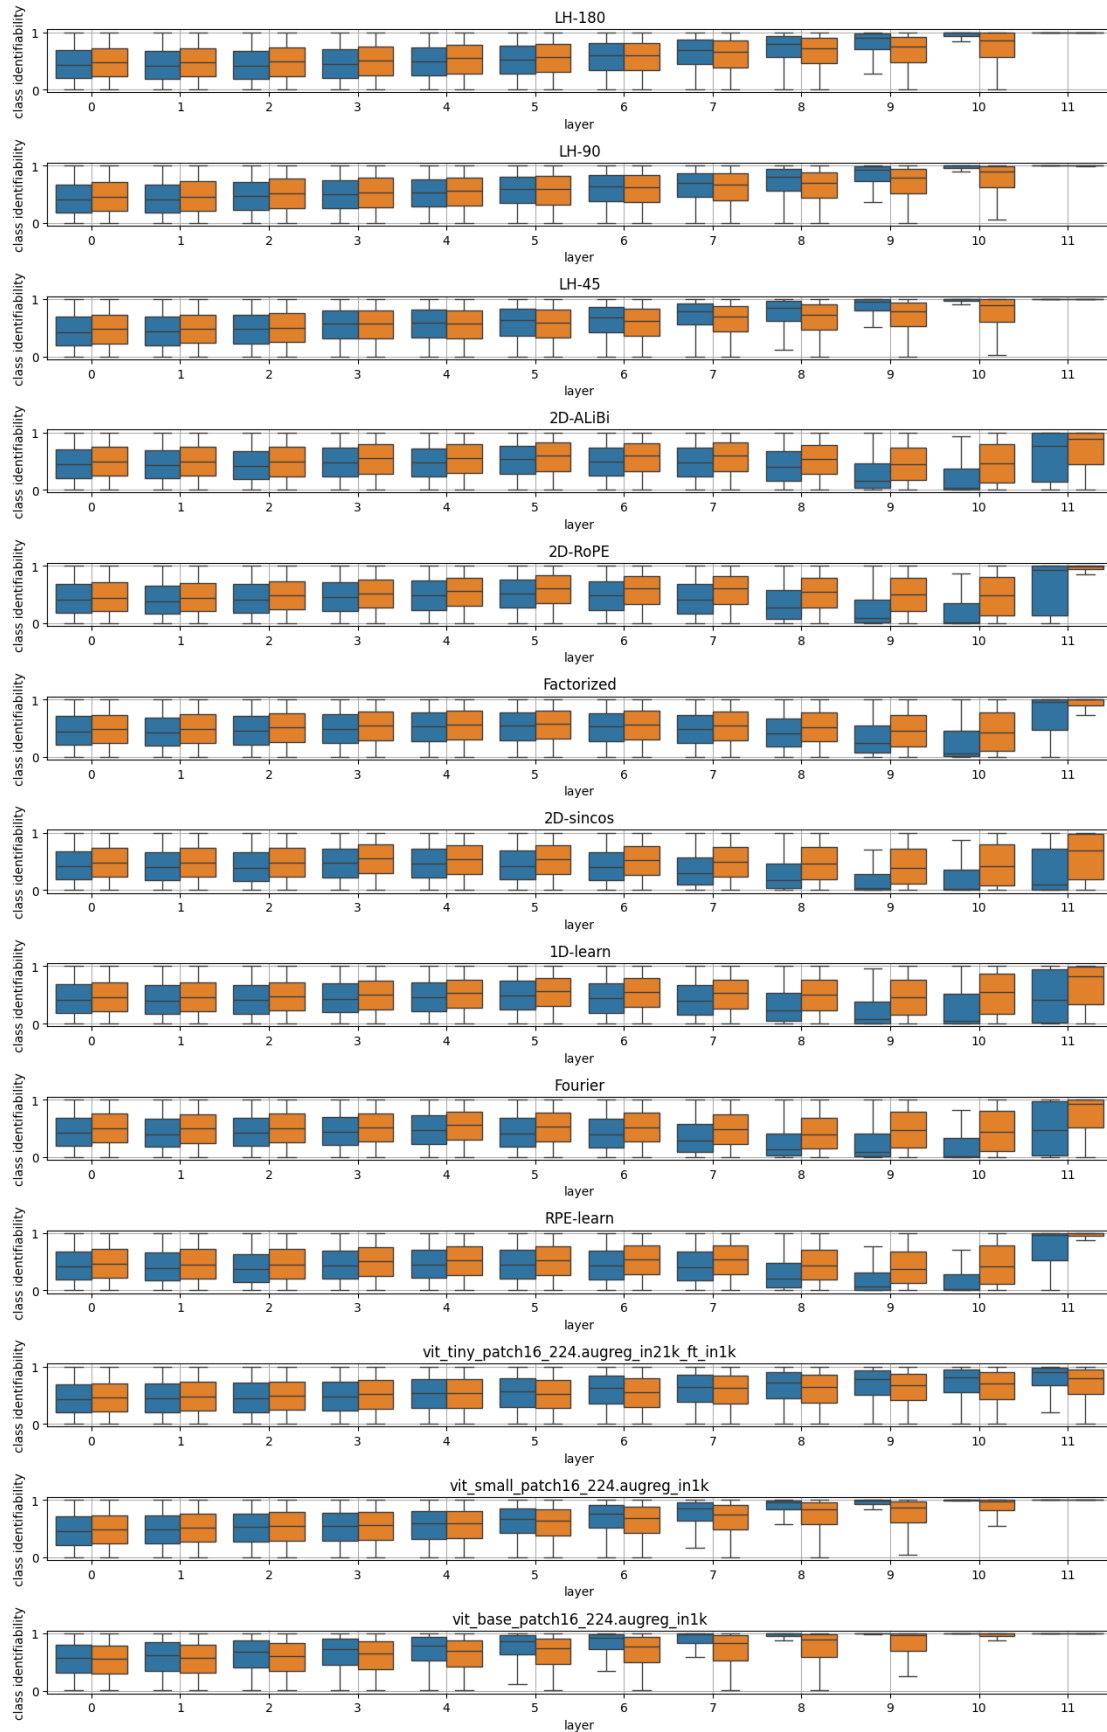 LH-180
class identifiability
1
0
0 1 2 3 4 5 6 7 8 9 10 11
layer
LH-90
class identifiability
1
0
0 1 2 3 4 5 6 7 8 9 10 11
layer
LH-45
class identifiability
1
0
0 1 2 3 4 5 6 7 8 9 10 11
layer
2D-ALiBi
class identifiability
1
0
0 1 2 3 4 5 6 7 8 9 10 11
layer
2D-RoPE
class identifiability
1
0
0 1 2 3 4 5 6 7 8 9 10 11
layer
Factorized
class identifiability
1
0
0 1 2 3 4 5 6 7 8 9 10 11
layer
2D-sincos
class identifiability
1
0
0 1 2 3 4 5 6 7 8 9 10 11
layer
1D-learn
class identifiability
1
0
0 1 2 3 4 5 6 7 8 9 10 11
layer
Fourier
class identifiability
1
0
0 1 2 3 4 5 6 7 8 9 10 11
layer
RPE-learn
class identifiability
1
0
0 1 2 3 4 5 6 7 8 9 10 11
layer
vit_tiny_patch16_224.augreg_in21k_ft_in1k
class identifiability
1
0
0 1 2 3 4 5 6 7 8 9 10 11
layer
vit_small_patch16_224.augreg_in1k
class identifiability
1
0
0 1 2 3 4 5 6 7 8 9 10 11
layer
vit_base_patch16_224.augreg_in1k
class identifiability
1
0
0 1 2 3 4 5 6 7 8 9 10 11
layer